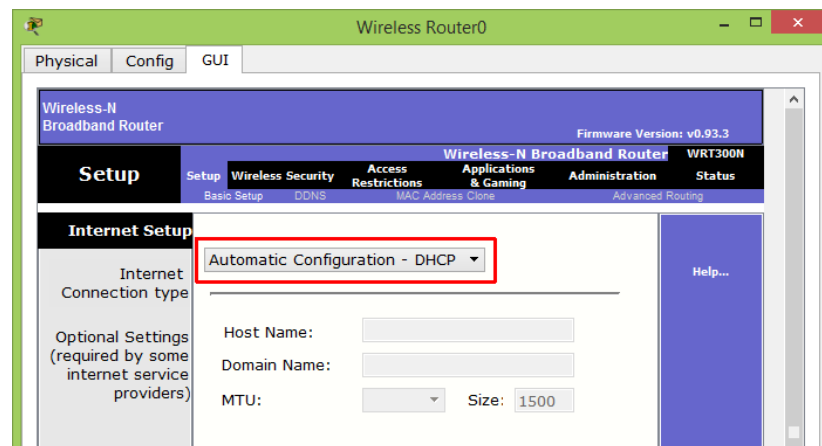 Wireless Router0
Physical Config GUI
Wireless-N
Broadband Router
Firmware Version: v0.93.3
Wireless-N Broadband Router WRT300N
Setup
Setup Wireless Security Access Restrictions Applications & Gaming Administration Status
Basic Setup DDNS MAC Address Clone Advanced Routing
Internet Setup
Automatic Configuration - DHCP
Internet
Connection type
Help...
Optional Settings
(required by some
internet service
providers)
Host Name:
Domain Name:
MTU: Size: 1500